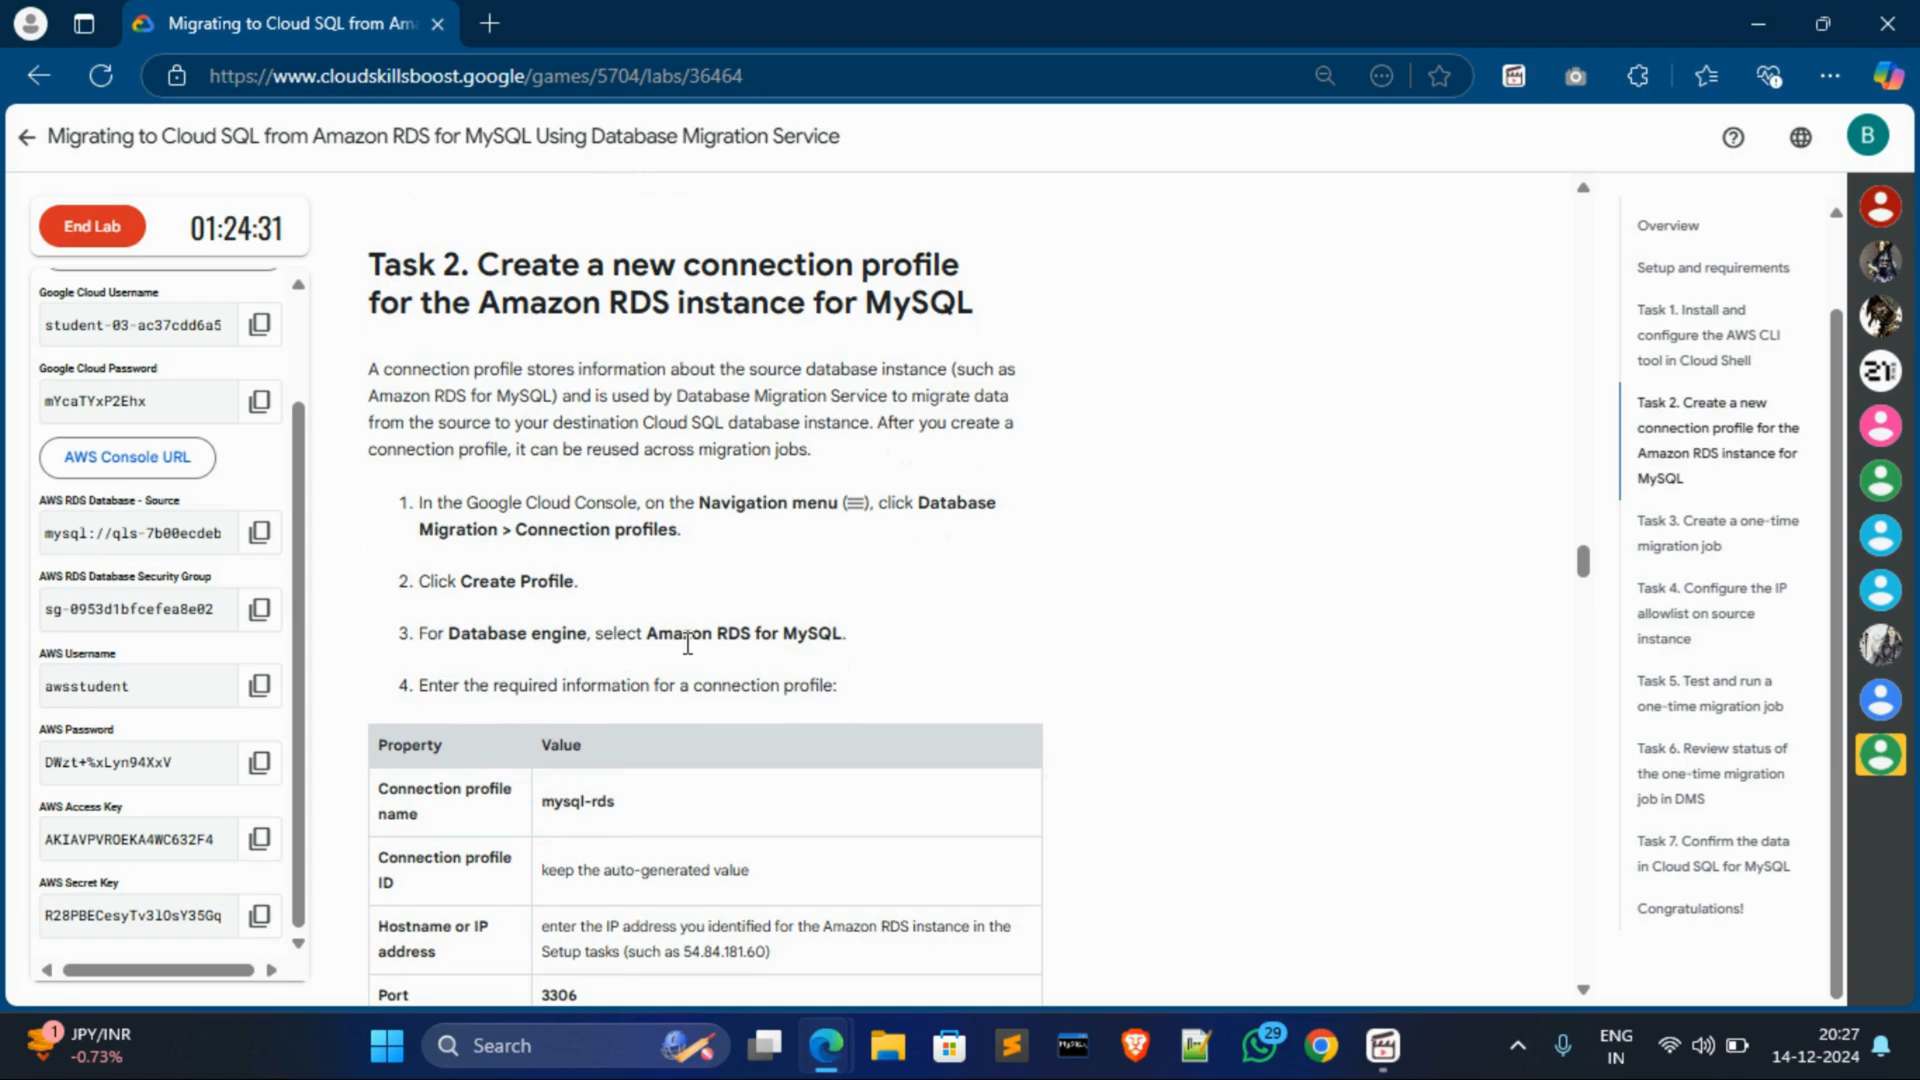 Migrating to Cloud SQL from Am
https://www.cloudskillsboost.google/games/5704/labs/36464
Migrating to Cloud SQL from Amazon RDS for MySQL Using Database Migration Service
B
End Lab
01:24:31
Google Cloud Username
student-03-ac37cdd6a5
Google Cloud Password
mYcaTYxP2Ehx
AWS Console URL
AWS RDS Database - Source
mysql://qls-7b00ecdeb
AWS RDS Database Security Group
sg-0953d1bfcefea8e02
AWS Username
awsstudent
AWS Password
DWzt+%xLyn94XxV
AWS Access Key
AKIAVPVROEKA4WC632F4
AWS Secret Key
R28PBECesyTv3lOsY35Gq
Task 2. Create a new connection profile
for the Amazon RDS instance for MySQL
A connection profile stores information about the source database instance (such as
Amazon RDS for MySQL) and is used by Database Migration Service to migrate data
from the source to your destination Cloud SQL database instance. After you create a
connection profile, it can be reused across migration jobs.
1. In the Google Cloud Console, on the Navigation menu (≡), click Database
Migration > Connection profiles.
2. Click Create Profile.
3. For Database engine, select Amazon RDS for MySQL.
4. Enter the required information for a connection profile:
Property Value
Connection profile
name
mysql-rds
Connection profile
ID
keep the auto-generated value
Hostname or IP
address
enter the IP address you identified for the Amazon RDS instance in the
Setup tasks (such as 54.84.181.60)
Port 3306
Overview
Setup and requirements
Task 1. Install and
configure the AWS CLI
tool in Cloud Shell
Task 2. Create a new
connection profile for the
Amazon RDS instance for
MySQL
Task 3. Create a one-time
migration job
Task 4. Configure the IP
allowlist on source
instance
Task 5. Test and run a
one-time migration job
Task 6. Review status of
the one-time migration
job in DMS
Task 7. Confirm the data
in Cloud SQL for MySQL
Congratulations!
21
1
JPY/INR
-0.73%
Search
MySQL
29
ENG
IN
20:27
14-12-2024